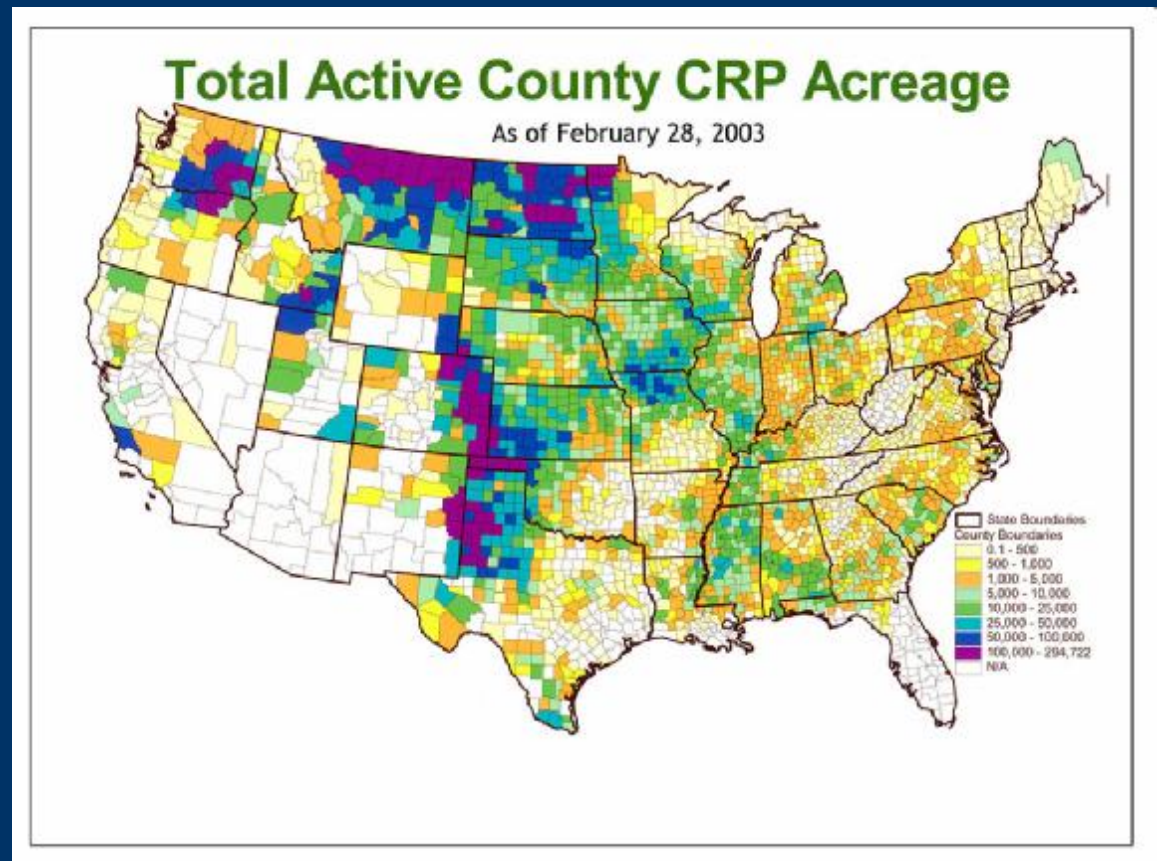 Total Active County CRP Acreage
As of February 28, 2003
State Boundaries
County Boundaries
0.1 - 500
500 - 1,000
1,000 - 5,000
5,000 - 10,000
10,000 - 25,000
25,000 - 50,000
50,000 - 100,000
100,000 - 294,722
N/A